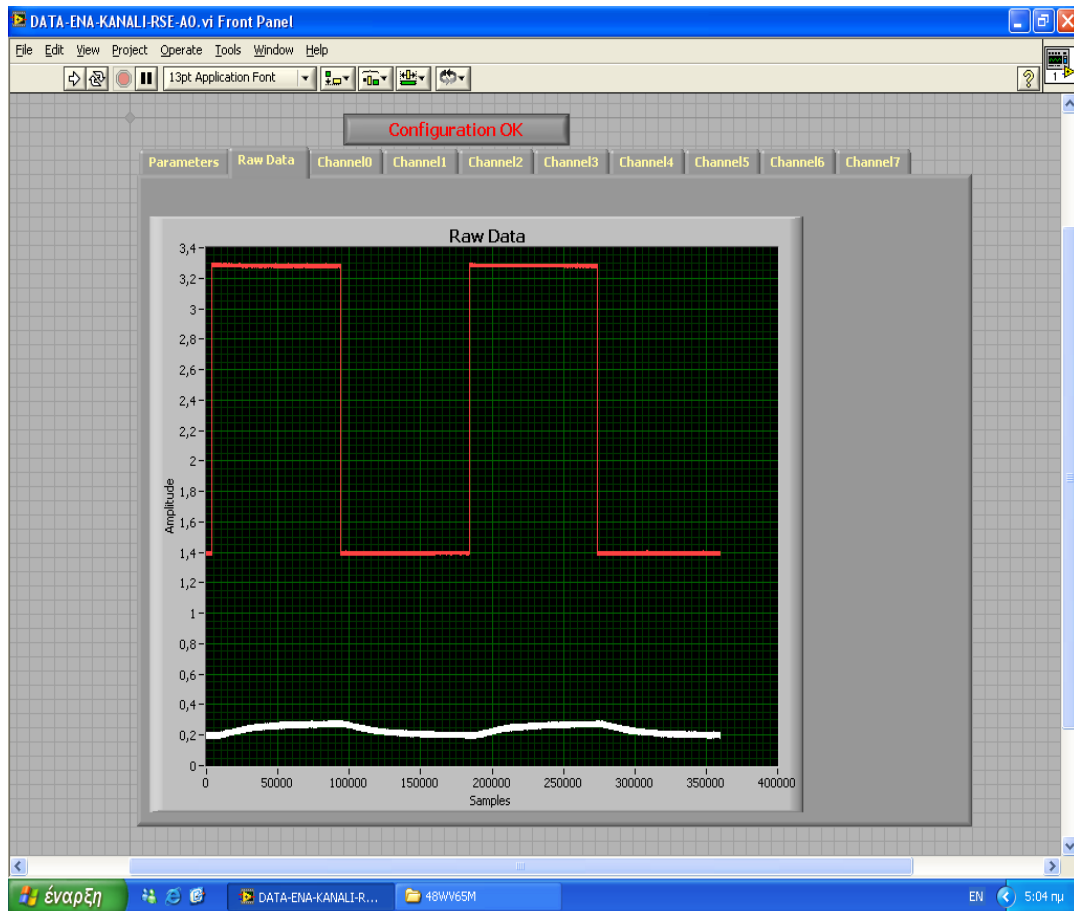 DATA-ENA-KANALI-RSE-AO.vi Front Panel
File Edit View Project Operate Tools Window Help
13pt Application Font
1
Configuration OK
Parameters Raw Data Channel0 Channel1 Channel2 Channel3 Channel4 Channel5 Channel6 Channel7
Raw Data
3,4
3,2
3
2,8
2,6
2,4
2,2
2
1,8
1,6
1,4
1,2
1
0,8
0,6
0,4
0,2
0
Amplitude
0 50000 100000 150000 200000 250000 300000 350000 400000
Samples
έναρξη DATA-ENA-KANALI-R... 48WV65M EN 5:04 πμ